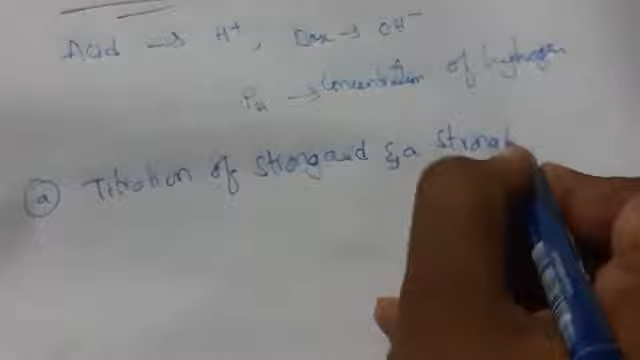 Acid → H⁺, Base → OH⁻
PH → Concentration of hydrogen
(a) Titration of Strong acid & a Strong